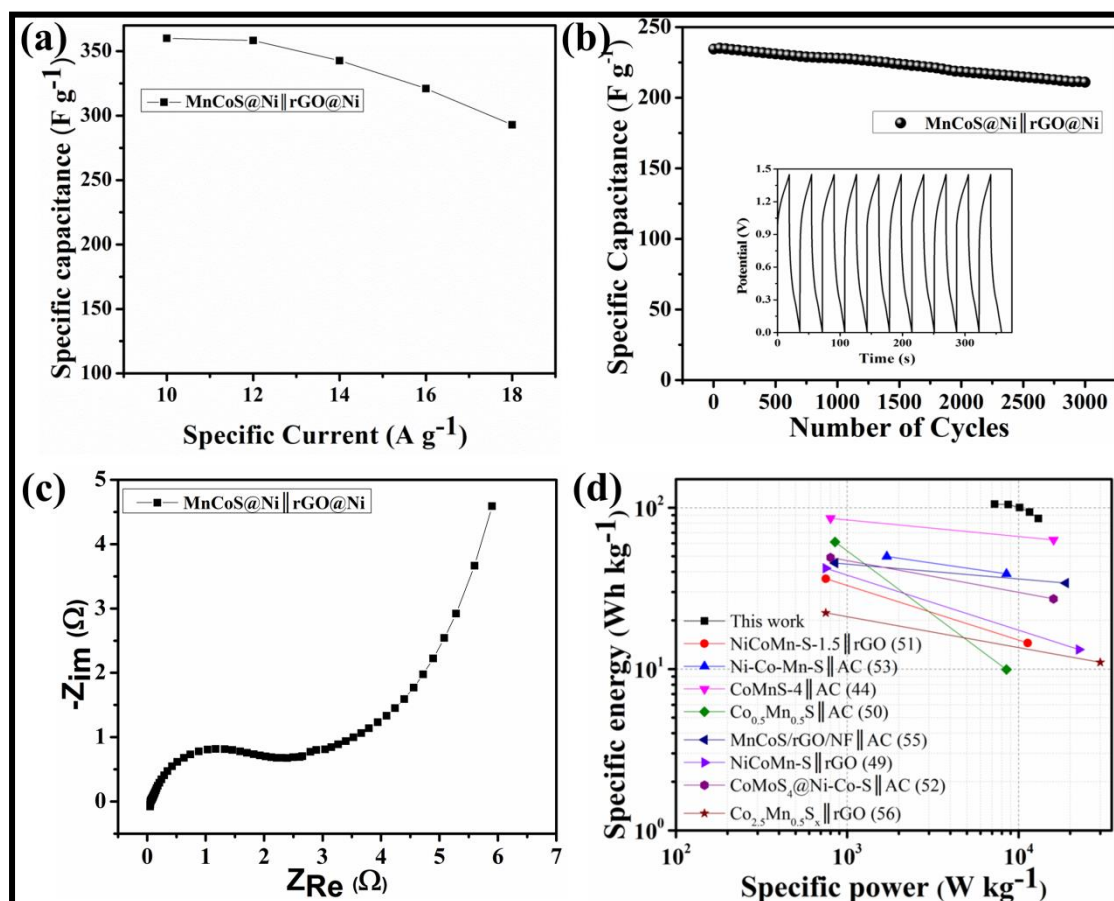 (a)
Specific capacitance (F g⁻¹)
350
300
250
200
150
100
MnCoS@Ni||rGO@Ni
10 12 14 16 18
Specific Current (A g⁻¹)
(b)
Specific Capacitance (F g⁻¹)
250
200
150
100
50
0
MnCoS@Ni||rGO@Ni
Potential (V)
1.5
1.2
0.9
0.6
0.3
0.0
0 100 200 300
Time (s)
0 500 1000 1500 2000 2500 3000
Number of Cycles
(c)
-Zim (Ω)
5
4
3
2
1
0
MnCoS@Ni||rGO@Ni
0 1 2 3 4 5 6 7
ZRe (Ω)
(d)
Specific energy (Wh kg⁻¹)
10²
10¹
10⁰
This work
NiCoMn-S-1.5||rGO (51)
Ni-Co-Mn-S||AC (53)
CoMnS-4||AC (44)
Co₀.₅Mn₀.₅S||AC (50)
MnCoS/rGO/NF||AC (55)
NiCoMn-S||rGO (49)
CoMoS₄@Ni-Co-S||AC (52)
Co₂.₅Mn₀.₅Sₓ||rGO (56)
10² 10³ 10⁴
Specific power (W kg⁻¹)